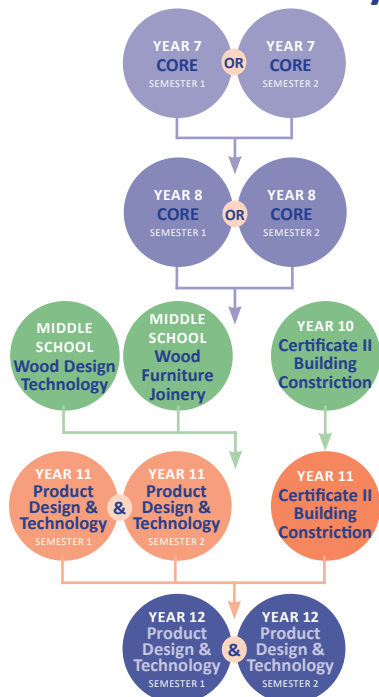 YEAR 7
CORE
SEMESTER 1
OR
YEAR 7
CORE
SEMESTER 2
YEAR 8
CORE
SEMESTER 1
OR
YEAR 8
CORE
SEMESTER 2
MIDDLE
SCHOOL
Wood Design
Technology
MIDDLE
SCHOOL
Wood
Furniture
Joinery
YEAR 10
Certificate II
Building
Constriction
YEAR 11
Product
Design &
Technology
SEMESTER 1
&
YEAR 11
Product
Design &
Technology
SEMESTER 2
YEAR 11
Certificate II
Building
Constriction
YEAR 12
Product
Design &
Technology
SEMESTER 1
&
YEAR 12
Product
Design &
Technology
SEMESTER 2